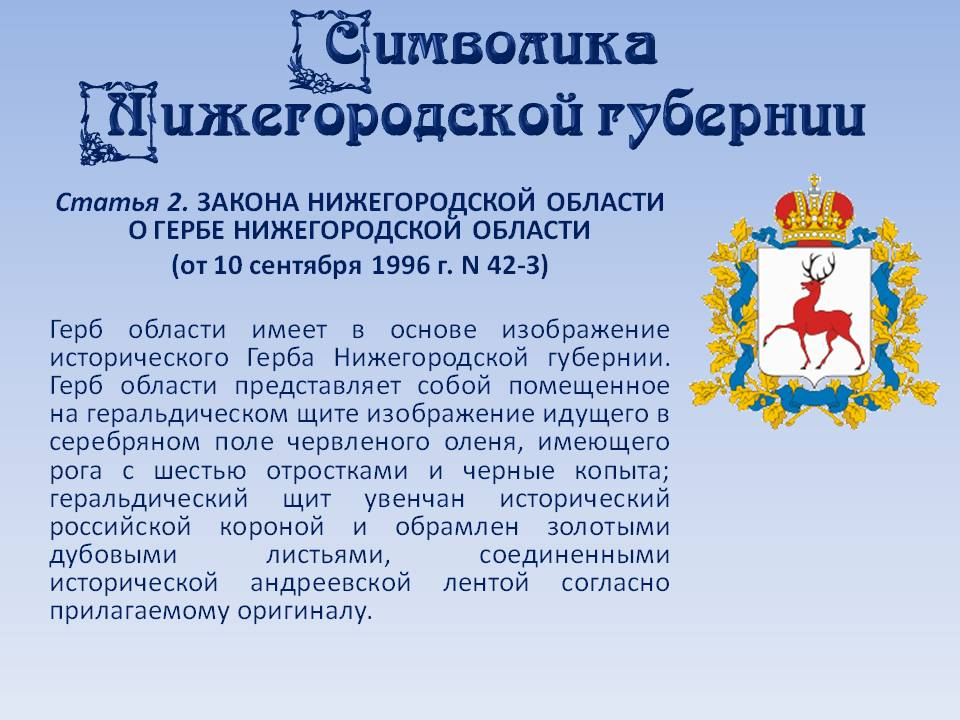 Символика
Нижегородской губернии
Статья 2. ЗАКОНА НИЖЕГОРОДСКОЙ ОБЛАСТИ
О ГЕРБЕ НИЖЕГОРОДСКОЙ ОБЛАСТИ
(от 10 сентября 1996 г. N 42-З)
Герб области имеет в основе изображение
исторического Герба Нижегородской губернии.
Герб области представляет собой помещенное
на геральдическом щите изображение идущего в
серебряном поле червленого оленя, имеющего
рога с шестью отростками и черные копыта;
геральдический щит увенчан исторический
российской короной и обрамлен золотыми
дубовыми листьями, соединенными
исторической андреевской лентой согласно
прилагаемому оригиналу.